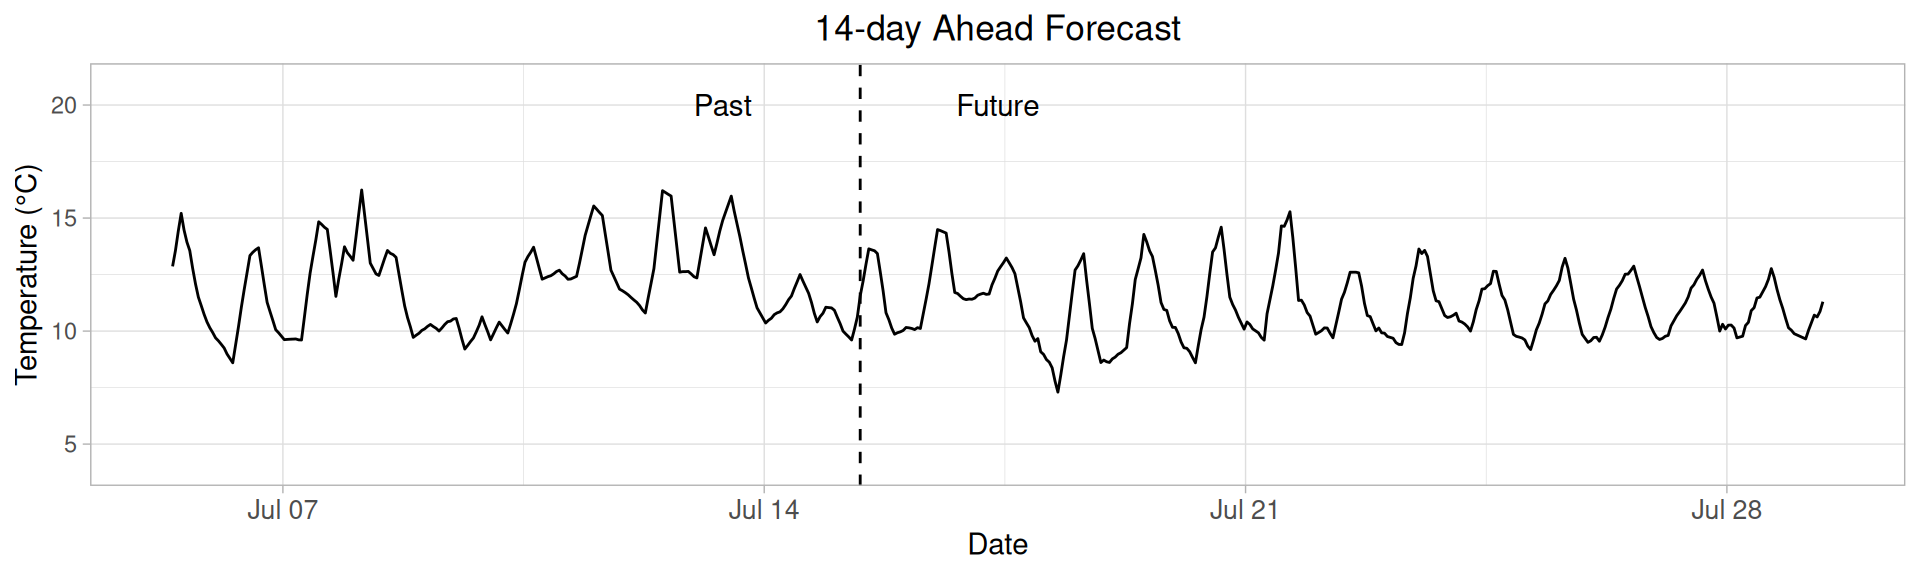 14-day Ahead Forecast
Past
Future
20
15
10
5
Temperature (°C)
Jul 07
Jul 14
Jul 21
Jul 28
Date